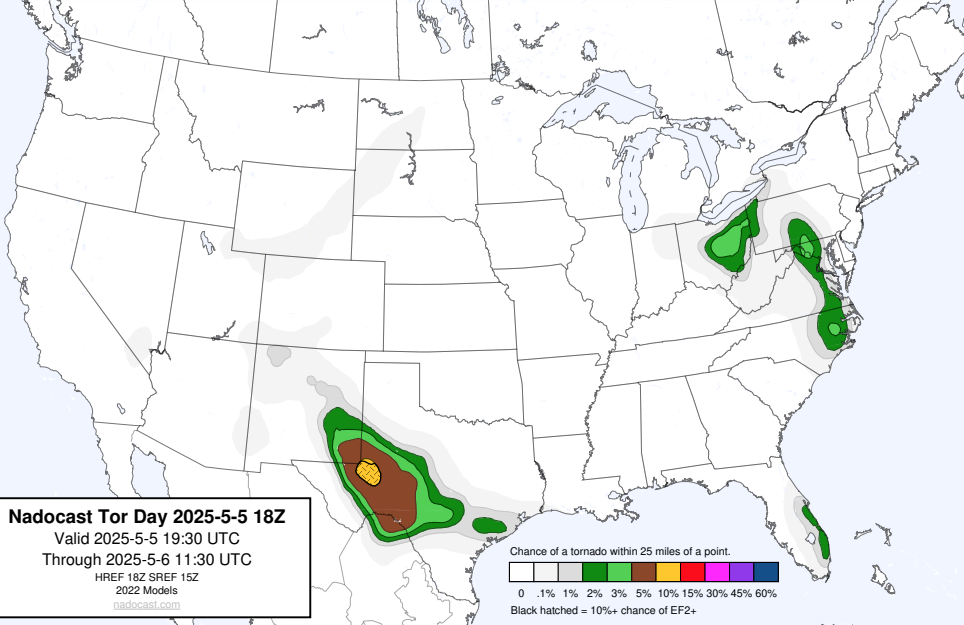 Nadocast Tor Day 2025-5-5 18Z
Valid 2025-5-5 19:30 UTC
Through 2025-5-6 11:30 UTC
HREF 18Z SREF 15Z
2022 Models
nadocast.com
Chance of a tornado within 25 miles of a point.
0 .1% 1% 2% 3% 5% 10% 15% 30% 45% 60%
Black hatched = 10%+ chance of EF2+